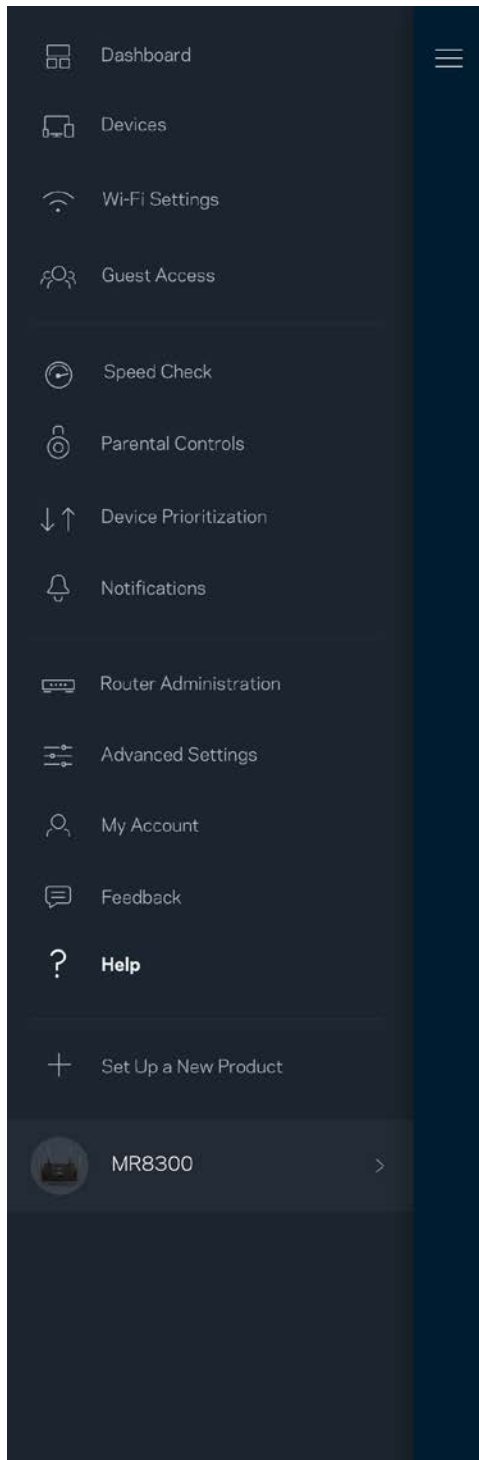 Dashboard
Devices
Wi-Fi Settings
Guest Access
Speed Check
Parental Controls
Device Prioritization
Notifications
Router Administration
Advanced Settings
My Account
Feedback
Help
Set Up a New Product
MR8300